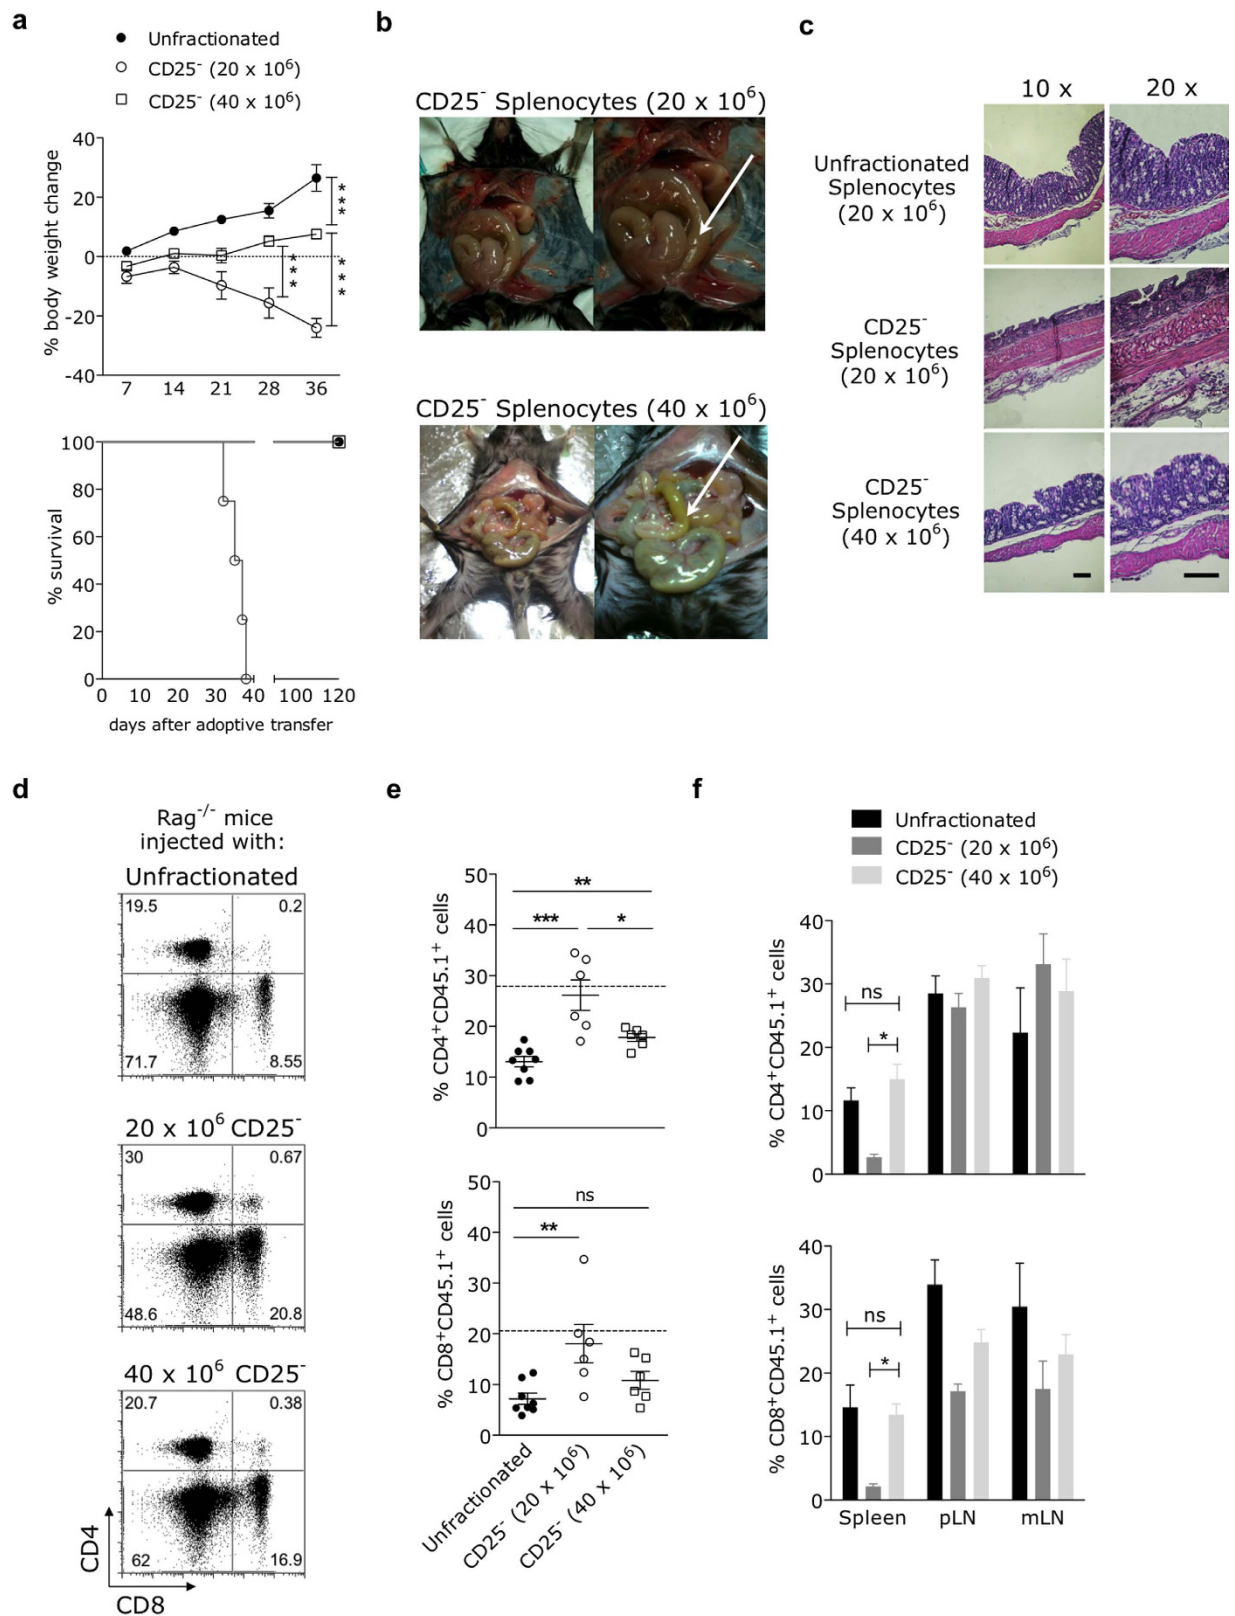 a
Unfractionated
CD25⁻ (20 x 10⁶)
CD25⁻ (40 x 10⁶)
% body weight change
40
20
0
-20
-40
7 14 21 28 36
***
***
***
% survival
100
80
60
40
20
0
0 10 20 30 40 100 120
days after adoptive transfer
b
CD25⁻ Splenocytes (20 x 10⁶)
CD25⁻ Splenocytes (40 x 10⁶)
c
10 x 20 x
Unfractionated
Splenocytes
(20 x 10⁶)
CD25⁻
Splenocytes
(20 x 10⁶)
CD25⁻
Splenocytes
(40 x 10⁶)
d
Rag⁻/⁻ mice
injected with:
Unfractionated
19.5 0.2
71.7 8.55
20 x 10⁶ CD25⁻
30 0.67
48.6 20.8
40 x 10⁶ CD25⁻
20.7 0.38
62 16.9
CD4
CD8
e
% CD4⁺CD45.1⁺ cells
50
40
30
20
10
0
**
*** *
% CD8⁺CD45.1⁺ cells
50
40
30
20
10
0
ns
**
Unfractionated
CD25⁻ (20 x 10⁶)
CD25⁻ (40 x 10⁶)
f
Unfractionated
CD25⁻ (20 x 10⁶)
CD25⁻ (40 x 10⁶)
% CD4⁺CD45.1⁺ cells
40
30
20
10
0
ns
*
% CD8⁺CD45.1⁺ cells
40
30
20
10
0
ns
*
Spleen pLN mLN